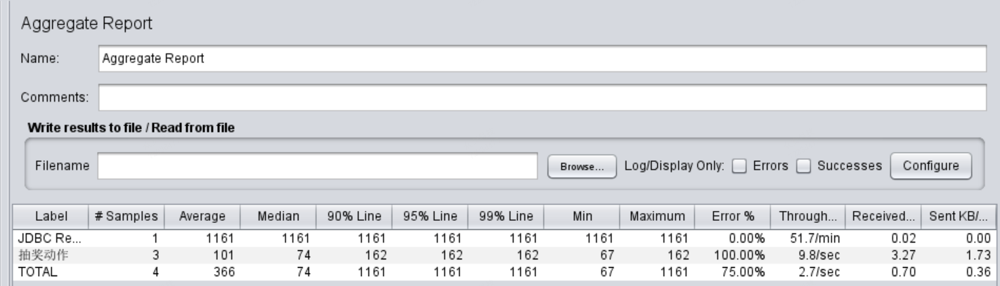 Aggregate Report
Name: Aggregate Report
Comments:
Write results to file / Read from file
Filename Browse... Log/Display Only: Errors Successes Configure
Label # Samples Average Median 90% Line 95% Line 99% Line Min Maximum Error % Through... Received... Sent KB/...
JDBC Re... 1 1161 1161 1161 1161 1161 1161 1161 0.00% 51.7/min 0.02 0.00
抽奖动作 3 101 74 162 162 162 67 162 100.00% 9.8/sec 3.27 1.73
TOTAL 4 366 74 1161 1161 1161 67 1161 75.00% 2.7/sec 0.70 0.36